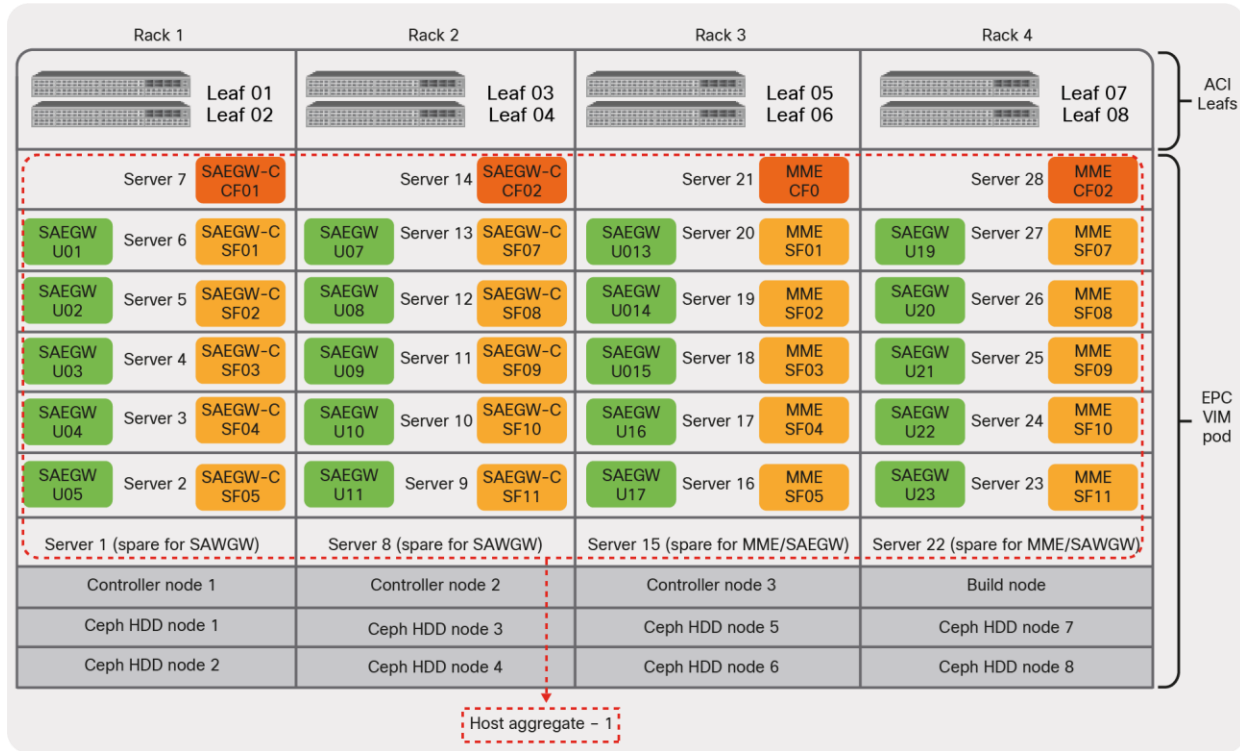 Rack 1
Rack 2
Rack 3
Rack 4
Leaf 01
Leaf 02
Leaf 03
Leaf 04
Leaf 05
Leaf 06
Leaf 07
Leaf 08
ACI
Leafs
Server 7
SAEGW-C
CF01
Server 14
SAEGW-C
CF02
Server 21
MME
CF0
Server 28
MME
CF02
SAEGW
U01
Server 6
SAEGW-C
SF01
SAEGW
U07
Server 13
SAEGW-C
SF07
SAEGW
U013
Server 20
MME
SF01
SAEGW
U19
Server 27
MME
SF07
SAEGW
U02
Server 5
SAEGW-C
SF02
SAEGW
U08
Server 12
SAEGW-C
SF08
SAEGW
U014
Server 19
MME
SF02
SAEGW
U20
Server 26
MME
SF08
SAEGW
U03
Server 4
SAEGW-C
SF03
SAEGW
U09
Server 11
SAEGW-C
SF09
SAEGW
U015
Server 18
MME
SF03
SAEGW
U21
Server 25
MME
SF09
SAEGW
U04
Server 3
SAEGW-C
SF04
SAEGW
U10
Server 10
SAEGW-C
SF10
SAEGW
U16
Server 17
MME
SF04
SAEGW
U22
Server 24
MME
SF10
SAEGW
U05
Server 2
SAEGW-C
SF05
SAEGW
U11
Server 9
SAEGW-C
SF11
SAEGW
U17
Server 16
MME
SF05
SAEGW
U23
Server 23
MME
SF11
EPC
VIM
pod
Server 1 (spare for SAWGW)
Server 8 (spare for SAWGW)
Server 15 (spare for MME/SAEGW)
Server 22 (spare for MME/SAWGW)
Controller node 1
Controller node 2
Controller node 3
Build node
Ceph HDD node 1
Ceph HDD node 3
Ceph HDD node 5
Ceph HDD node 7
Ceph HDD node 2
Ceph HDD node 4
Ceph HDD node 6
Ceph HDD node 8
Host aggregate – 1